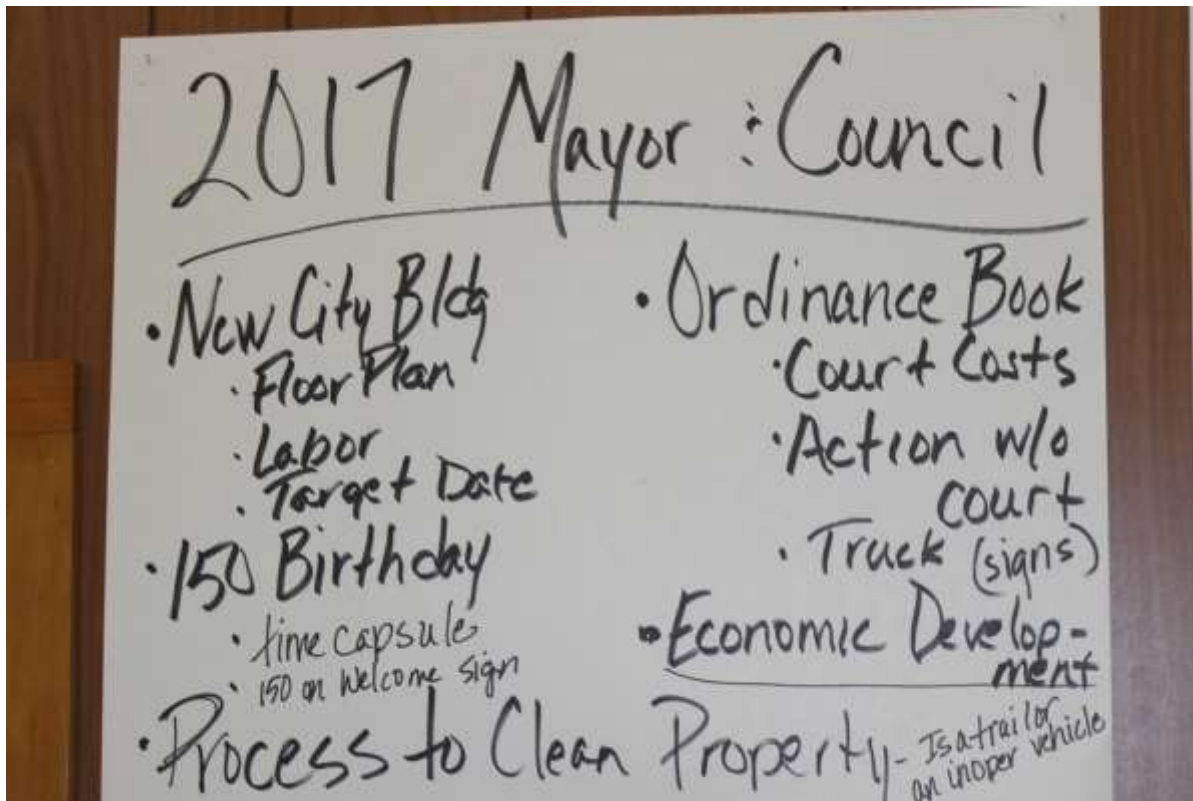 2017 Mayor & Council
• New City Bldg
• Floor Plan
• Labor
• Target Date
• 150 Birthday
• time capsule
• 150 on Welcome sign
• Ordinance Book
• Court Costs
• Action w/o
court
• Truck (signs)
• Economic Develop-
ment
• Process to Clean Property - Is a trailor
an inoper vehicle